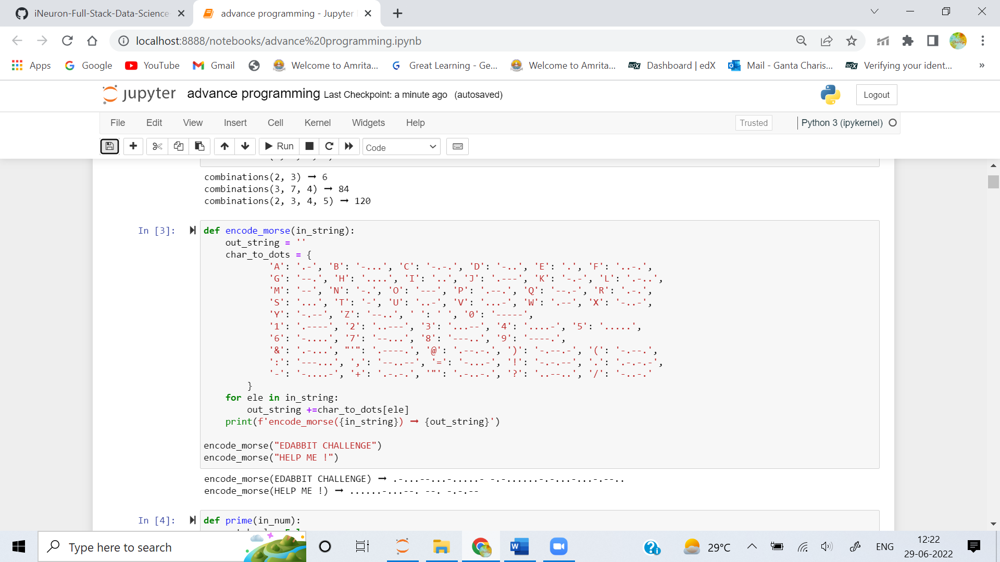 iNeuron-Full-Stack-Data-Science
advance programming - Jupyter
localhost:8888/notebooks/advance%20programming.ipynb
Apps Google YouTube Gmail Welcome to Amrita... Great Learning - Ge... Welcome to Amrita... edX Dashboard | edX Mail - Ganta Charis... edX Verifying your ident... »
jupyter advance programming Last Checkpoint: a minute ago (autosaved) Logout
File Edit View Insert Cell Kernel Widgets Help Trusted Python 3 (ipykernel)
Run Code
combinations(2, 3) ➞ 6
combinations(3, 7, 4) ➞ 84
combinations(2, 3, 4, 5) ➞ 120
In [3]: def encode_morse(in_string):
out_string = ''
char_to_dots = {
'A': '.-', 'B': '-...', 'C': '-.-.', 'D': '-..', 'E': '.', 'F': '..-.',
'G': '--.', 'H': '....', 'I': '..', 'J': '.---', 'K': '-.-', 'L': '.-..',
'M': '--', 'N': '-.', 'O': '---', 'P': '.--.', 'Q': '--.-', 'R': '.-.',
'S': '...', 'T': '-', 'U': '..-', 'V': '...-', 'W': '.--', 'X': '-..-',
'Y': '-.--', 'Z': '--..', ' ': ' ', '0': '-----',
'1': '.----', '2': '..---', '3': '...--', '4': '....-', '5': '.....',
'6': '-....', '7': '--...', '8': '---..', '9': '----.',
'&': '.-...', "'": '.----.', '@': '.--.-.', ')': '-.--.-', '(': '-.--.',
':': '---...', ',': '--..--', '=': '-...-', '!': '-.-.--', '.': '.-.-.-',
'-': '-....-', '+': '.-.-.', '"': '.-..-.', '?': '..--..', '/': '-..-.'
}
for ele in in_string:
out_string +=char_to_dots[ele]
print(f'encode_morse({in_string}) ➞ {out_string}')
encode_morse("EDABBIT CHALLENGE")
encode_morse("HELP ME !")
encode_morse(EDABBIT CHALLENGE) ➞ .-...--...-.....- -.-......-.-...-...-.--..
encode_morse(HELP ME !) ➞ ......-...--. --. -.-.--
In [4]: def prime(in_num):
Type here to search 29°C ENG 12:22
29-06-2022